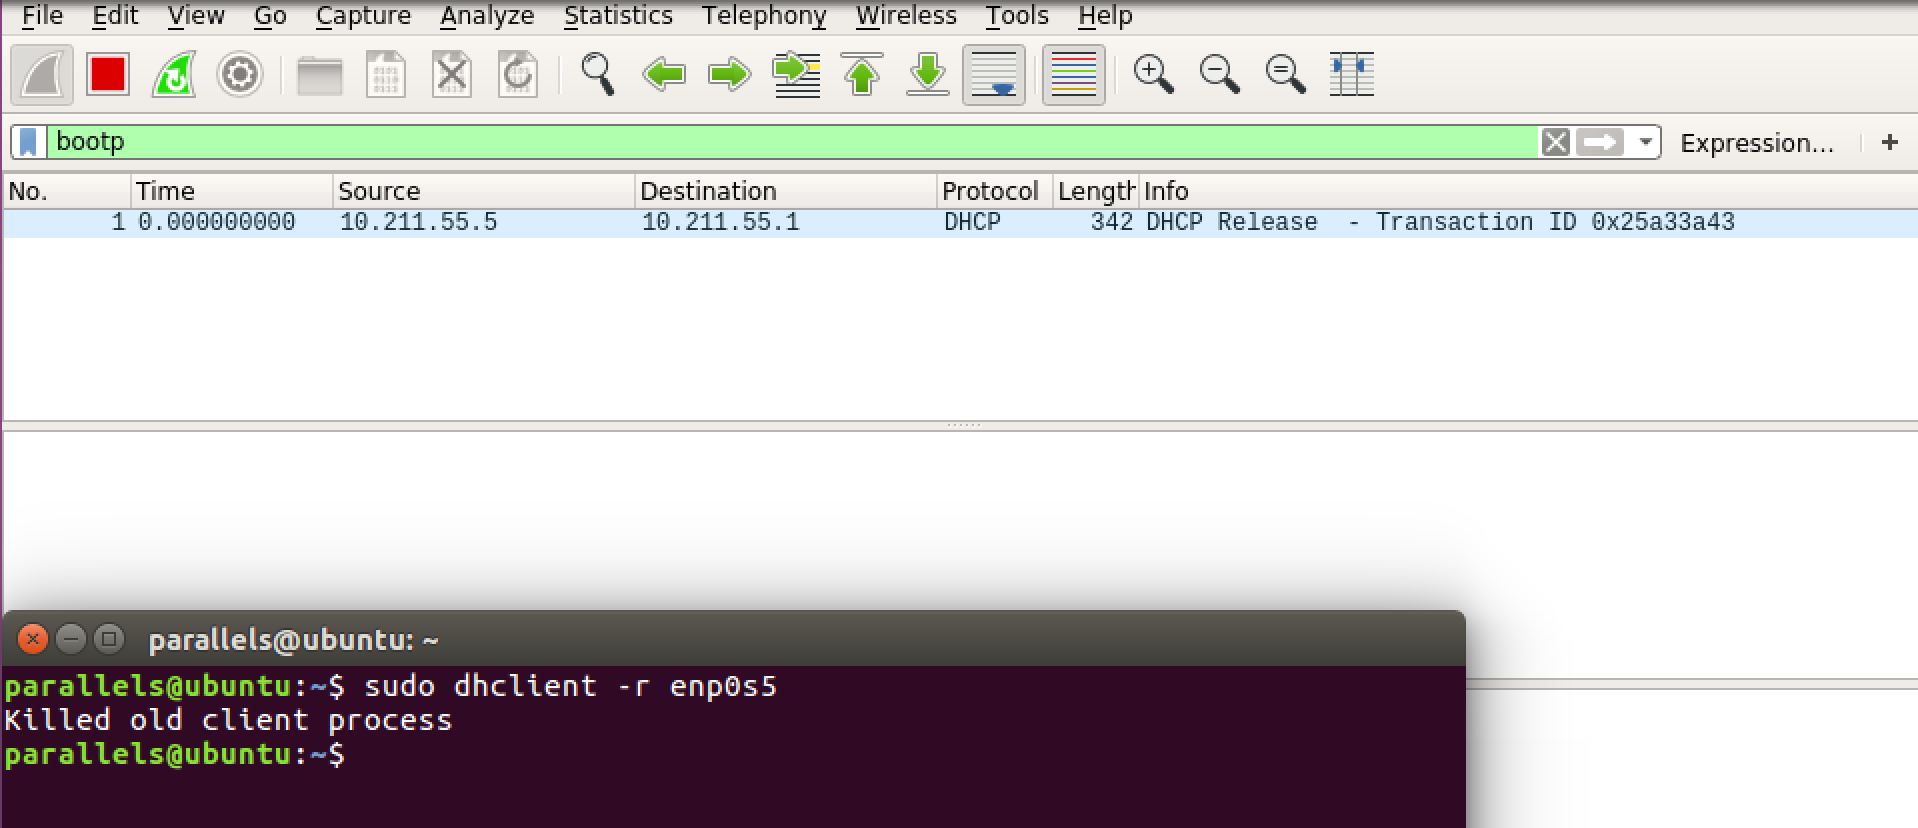 File Edit View Go Capture Analyze Statistics Telephony Wireless Tools Help
bootp Expression... +
No. Time Source Destination Protocol Length Info
1 0.000000000 10.211.55.5 10.211.55.1 DHCP 342 DHCP Release - Transaction ID 0x25a33a43
parallels@ubuntu: ~
parallels@ubuntu:~$ sudo dhclient -r enp0s5
Killed old client process
parallels@ubuntu:~$